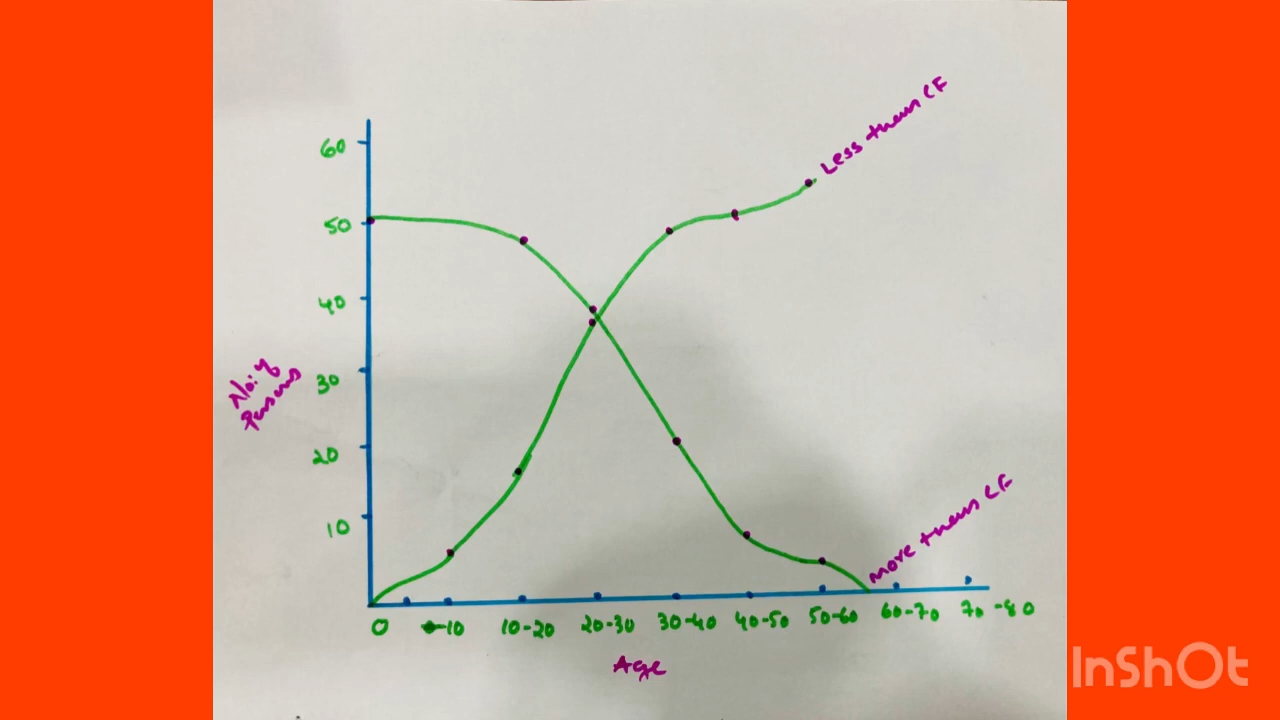 Less than CF
60
50
40
30
No: of
Persons
20
10
More than CF
0 -10 10-20 20-30 30-40 40-50 50-60 60-70 70-80
Age
InShOt